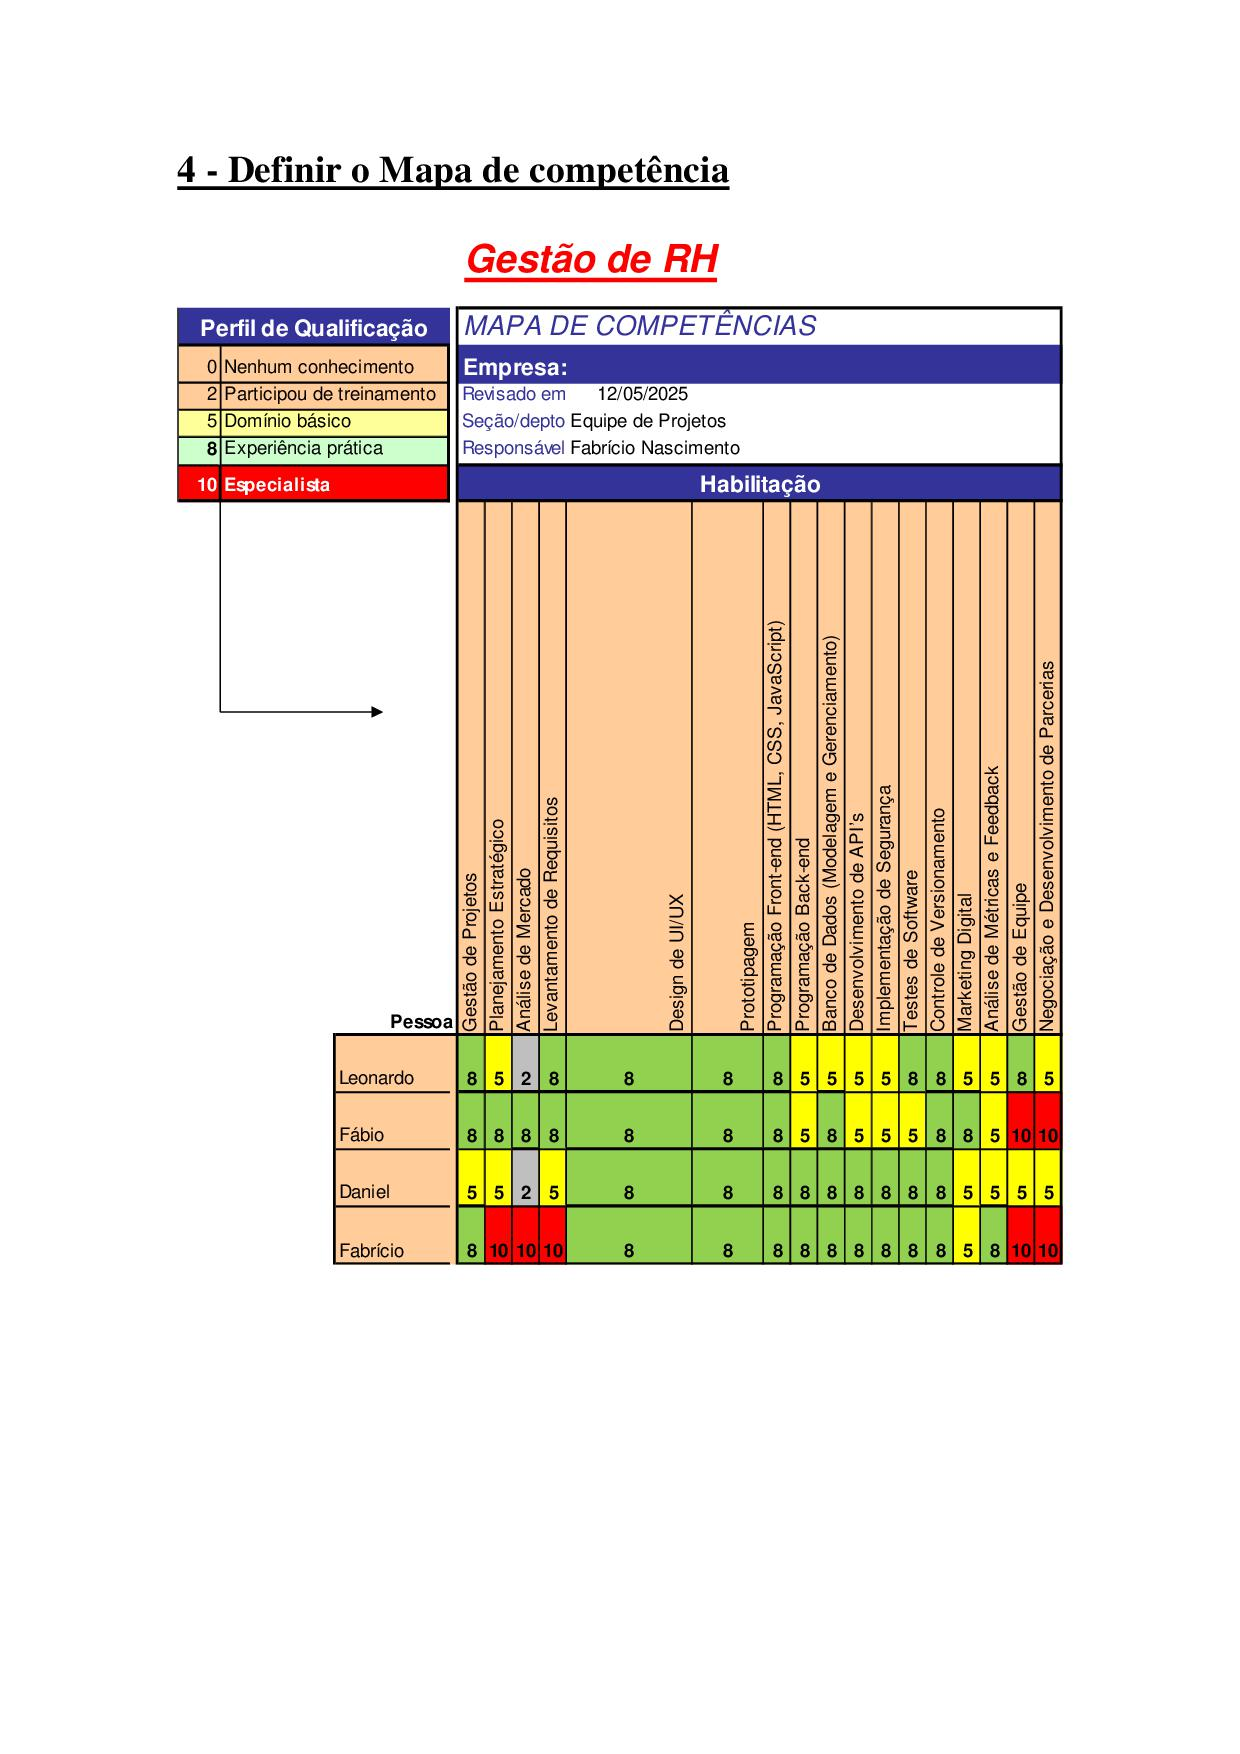 4 - Definir o Mapa de competência
Gestão de RH
Perfil de Qualificação
0 Nenhum conhecimento
2 Participou de treinamento
5 Domínio básico
8 Experiência prática
10 Especialista
MAPA DE COMPETÊNCIAS
Empresa:
Revisado em 12/05/2025
Seção/depto Equipe de Projetos
Responsável Fabrício Nascimento
Habilitação
Pessoa
Gestão de Projetos
Planejamento Estratégico
Análise de Mercado
Levantamento de Requisitos
Design de UI/UX
Prototipagem
Programação Front-end (HTML, CSS, JavaScript)
Programação Back-end
Banco de Dados (Modelagem e Gerenciamento)
Desenvolvimento de API's
Implementação de Segurança
Testes de Software
Controle de Versionamento
Marketing Digital
Análise de Métricas e Feedback
Gestão de Equipe
Negociação e Desenvolvimento de Parcerias
Leonardo 8 5 2 8 8 8 8 5 5 5 5 8 8 5 5 8 5
Fábio 8 8 8 8 8 8 8 5 8 5 5 5 8 8 5 10 10
Daniel 5 5 2 5 8 8 8 8 8 8 8 8 8 5 5 5 5
Fabrício 8 10 10 10 8 8 8 8 8 8 8 8 8 5 8 10 10